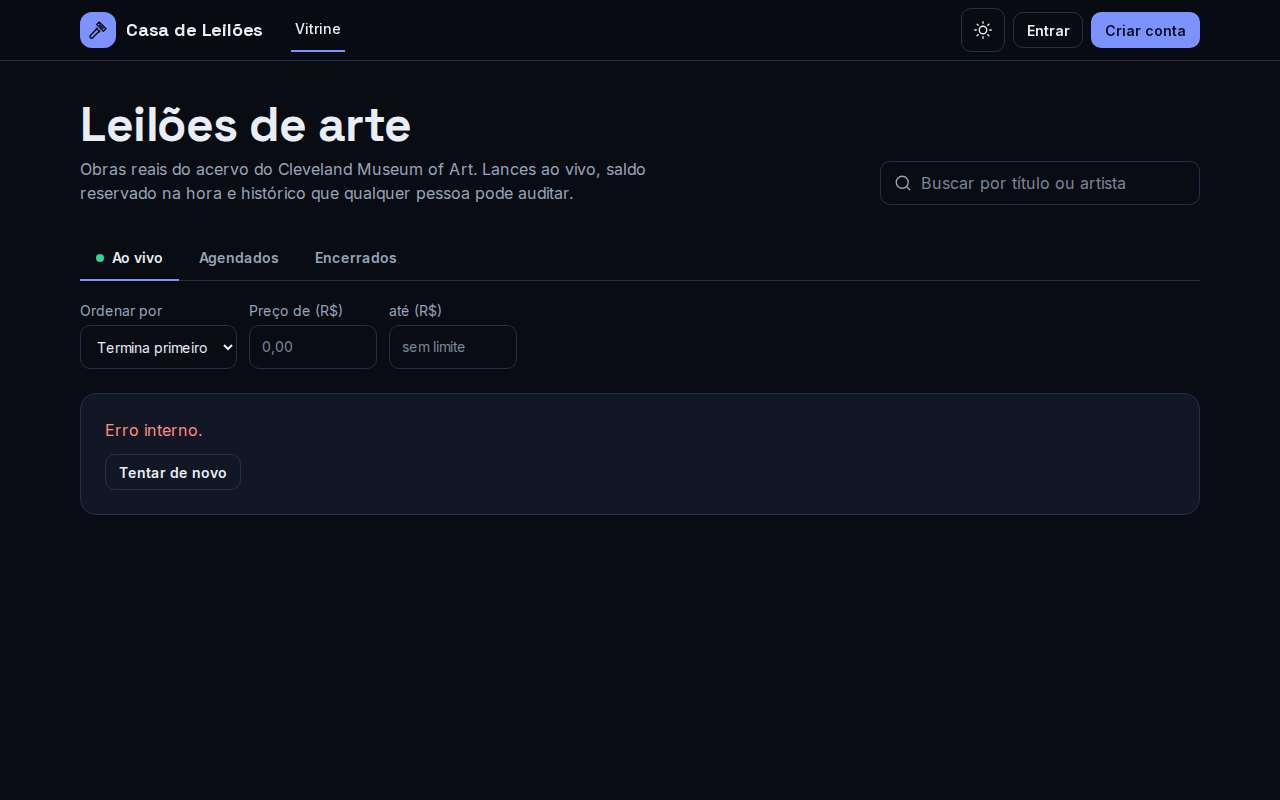 Casa de Leilões
Vitrine
Entrar
Criar conta
Leilões de arte
Obras reais do acervo do Cleveland Museum of Art. Lances ao vivo, saldo
reservado na hora e histórico que qualquer pessoa pode auditar.
Buscar por título ou artista
Ao vivo
Agendados
Encerrados
Ordenar por
Preço de (R$)
até (R$)
Termina primeiro
0,00
sem limite
Erro interno.
Tentar de novo